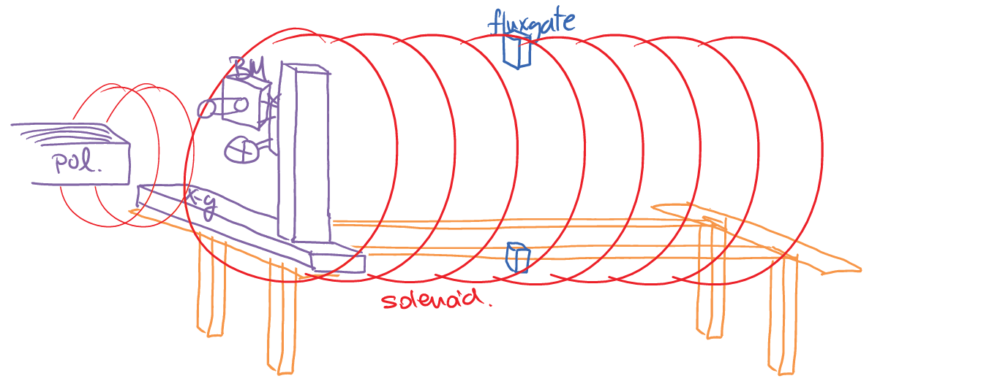 fluxgate
BM
pol.
x-y
solenoid.